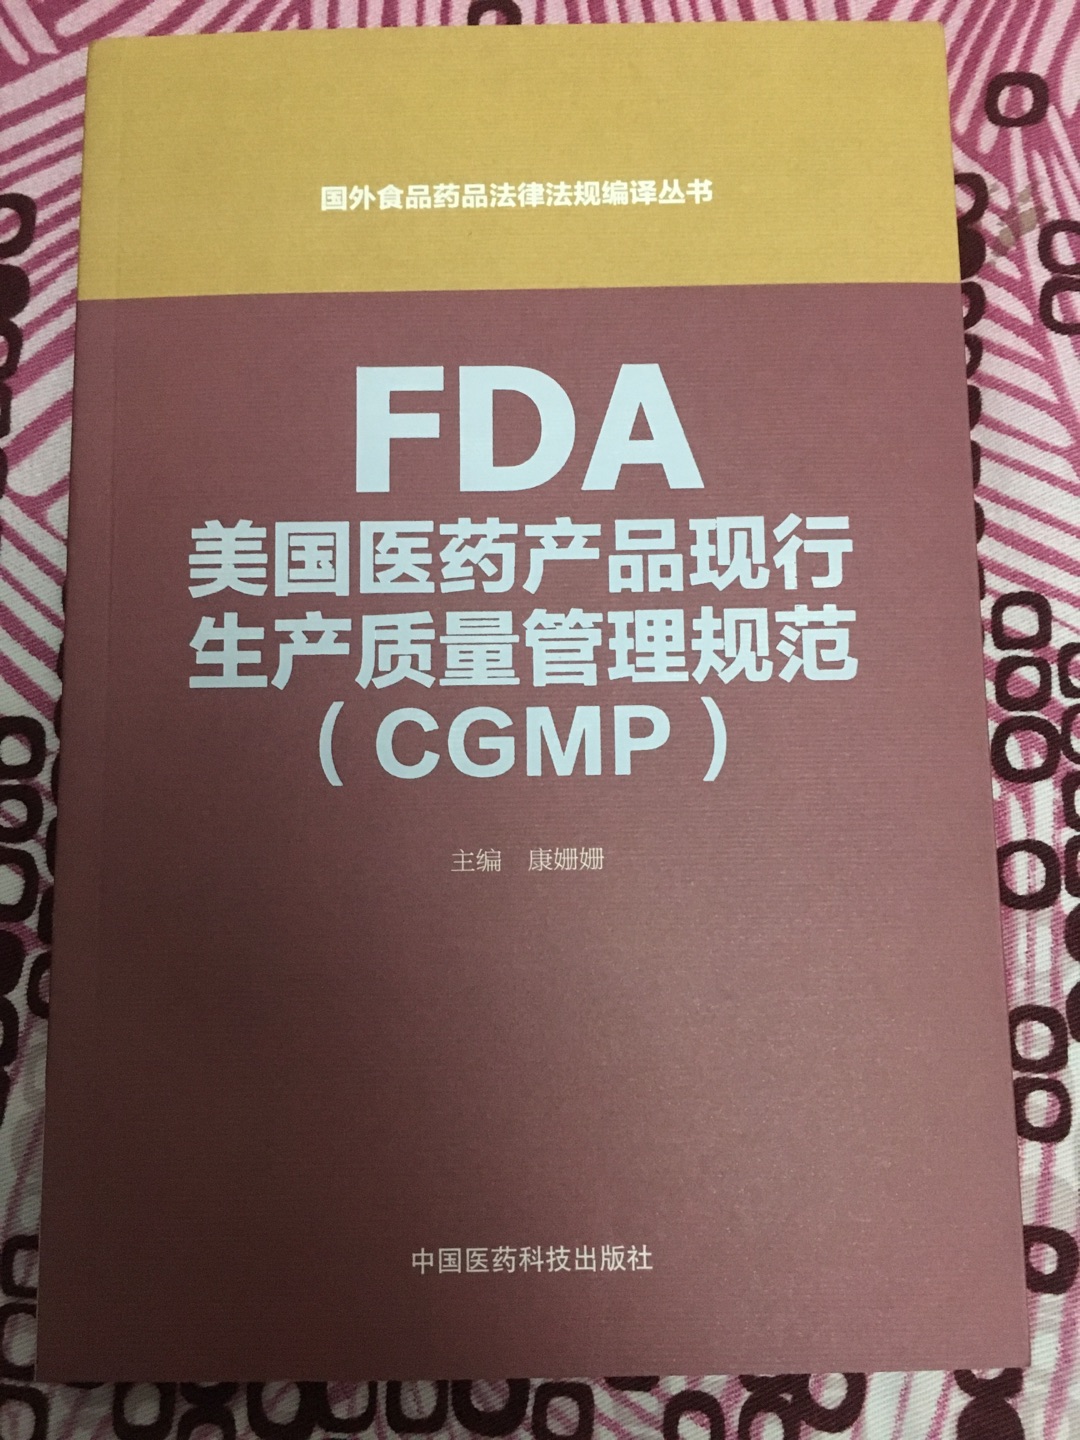 国外食品药品法律法规编译丛书
FDA
美国医药产品现行
生产质量管理规范
（CGMP）
主编　康姗姗
中国医药科技出版社